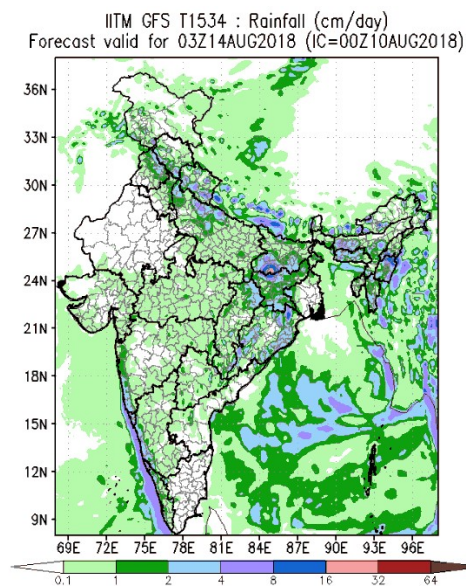 IITM GFS T1534 : Rainfall (cm/day)
Forecast valid for 03Z14AUG2018 (IC=00Z10AUG2018)
36N
33N
30N
27N
24N
21N
18N
15N
12N
9N
69E 72E 75E 78E 81E 84E 87E 90E 93E 96E
0.1 1 2 4 8 16 32 64